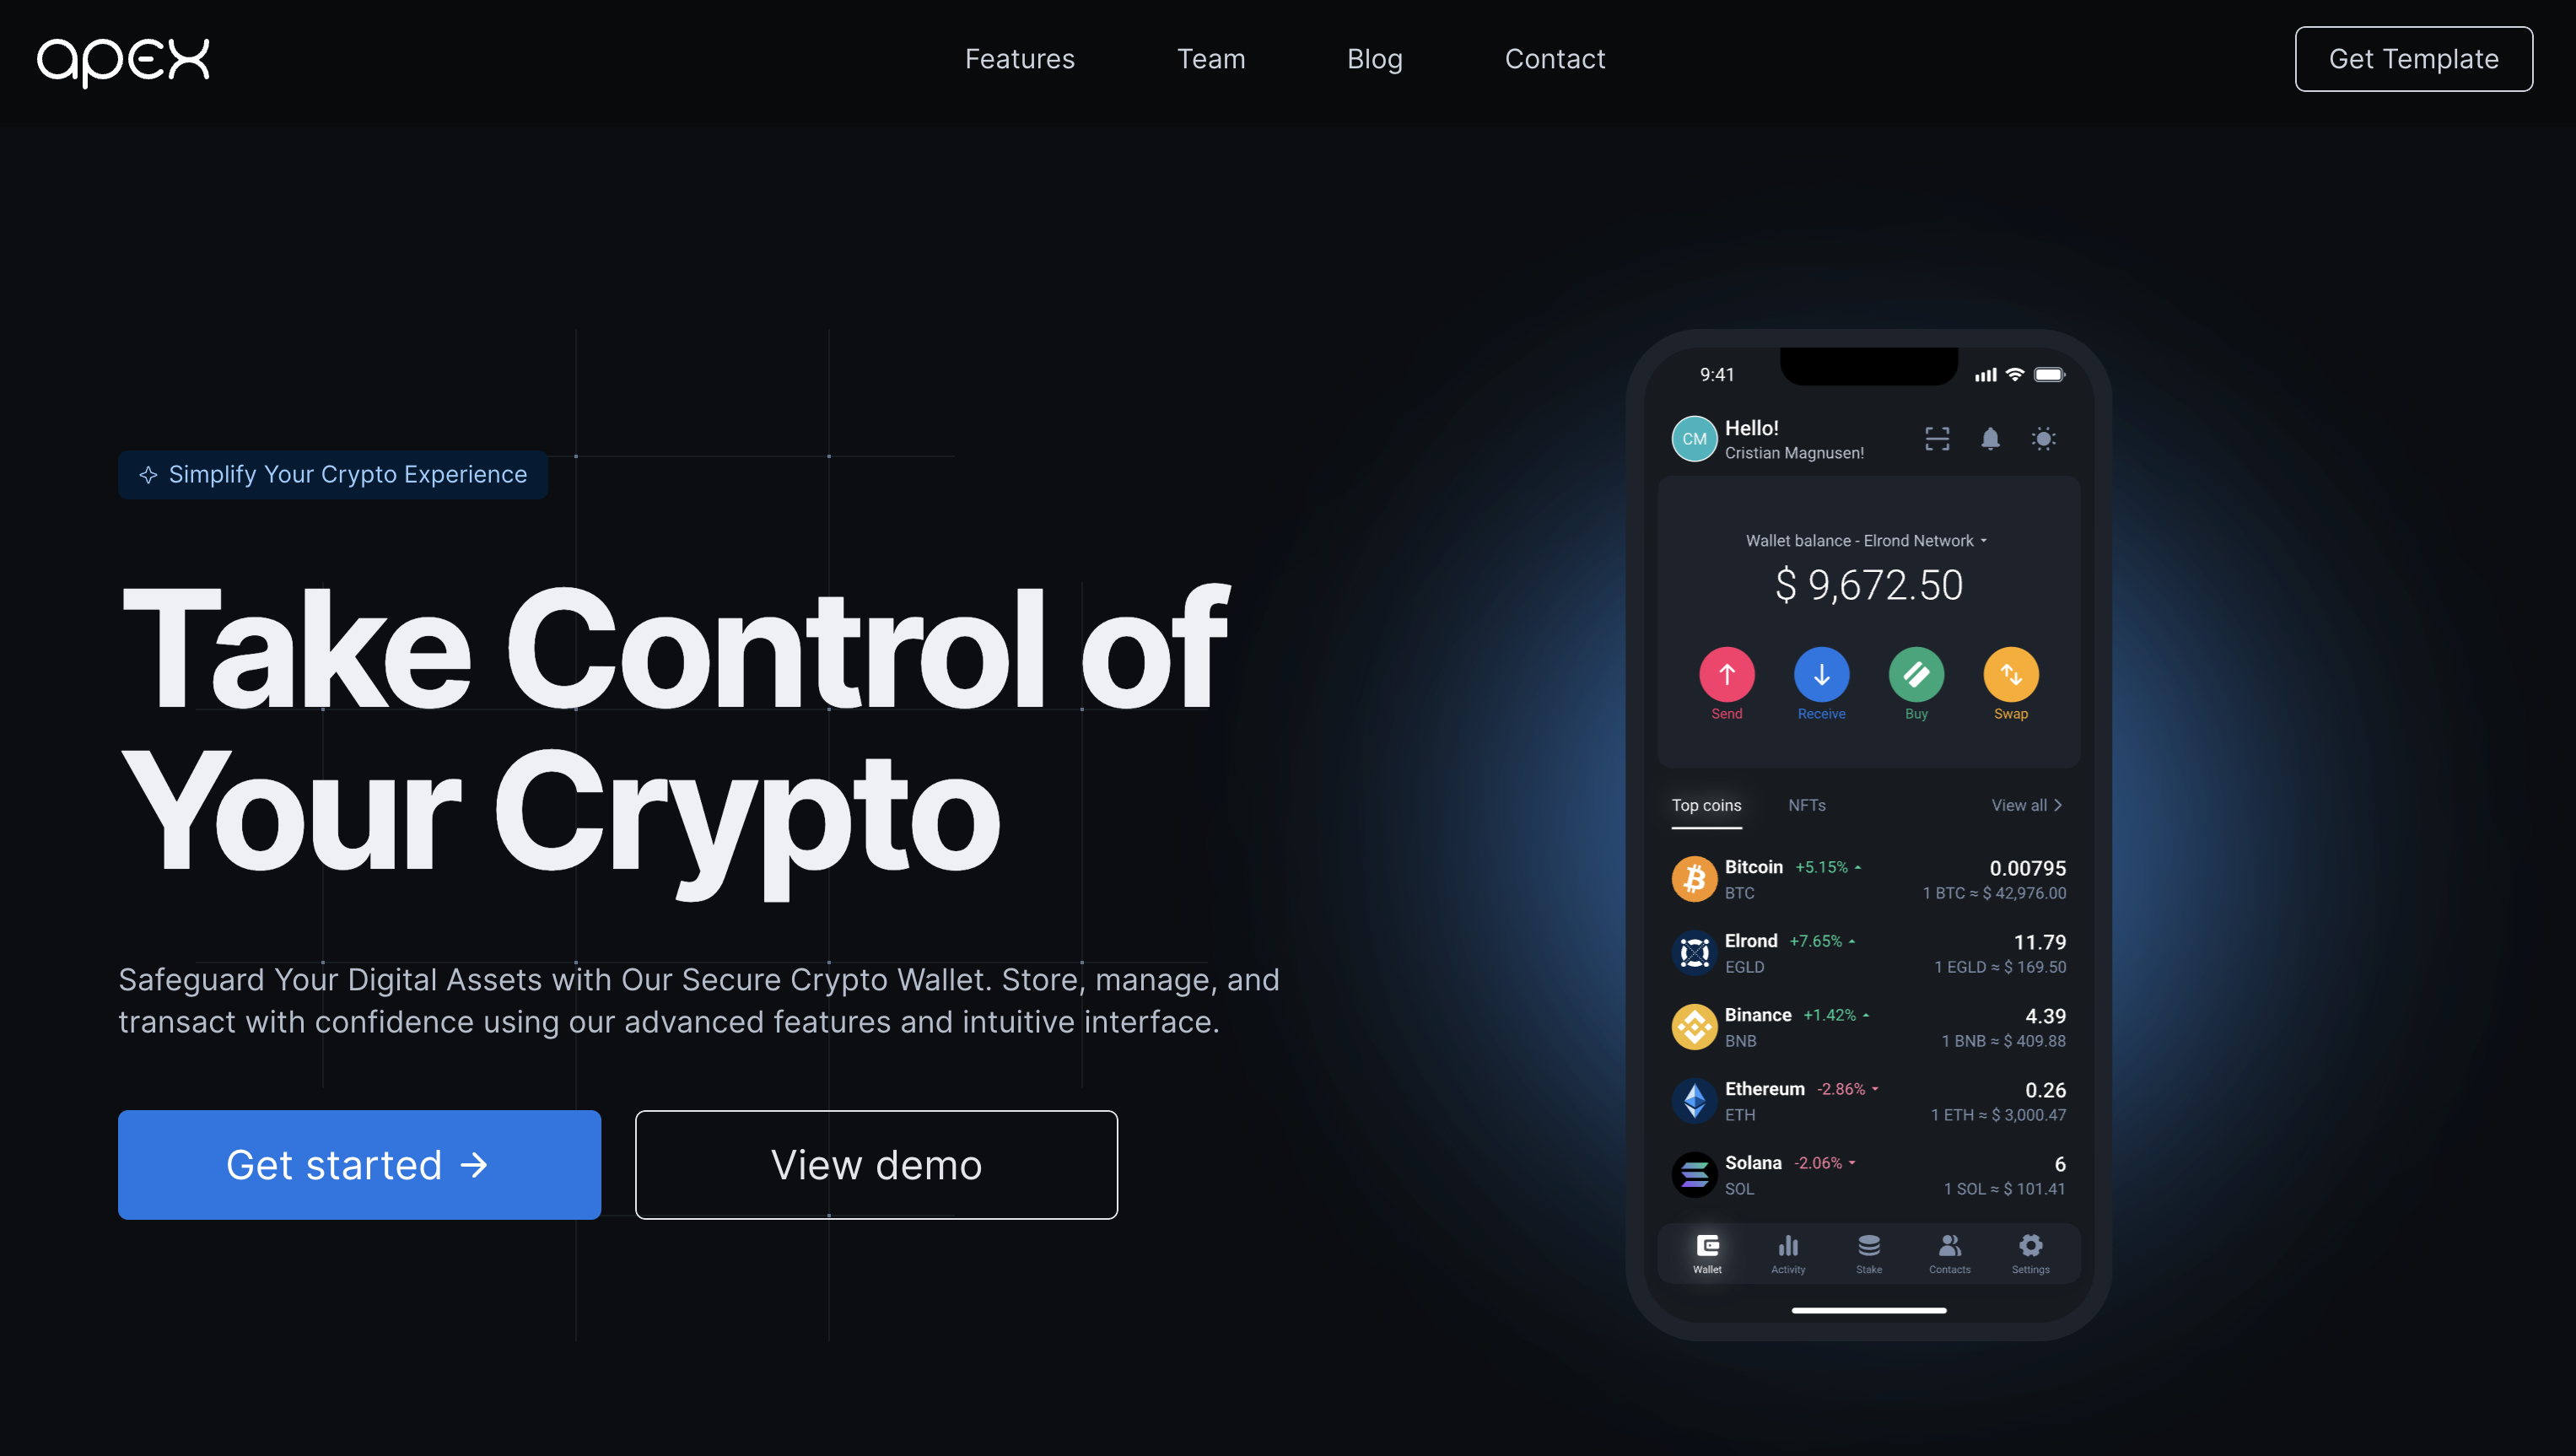 apex
Features
Team
Blog
Contact
Get Template
Simplify Your Crypto Experience
Take Control of
Your Crypto
Safeguard Your Digital Assets with Our Secure Crypto Wallet. Store, manage, and
transact with confidence using our advanced features and intuitive interface.
Get started →
View demo
9:41
CM
Hello!
Cristian Magnusen!
Wallet balance - Elrond Network
$ 9,672.50
Send
Receive
Buy
Swap
Top coins
NFTs
View all
Bitcoin +5.15% 0.00795
BTC 1 BTC ≈ $ 42,976.00
Elrond +7.65% 11.79
EGLD 1 EGLD ≈ $ 169.50
Binance +1.42% 4.39
BNB 1 BNB ≈ $ 409.88
Ethereum -2.86% 0.26
ETH 1 ETH ≈ $ 3,000.47
Solana -2.06% 6
SOL 1 SOL ≈ $ 101.41
Wallet
Activity
Stake
Contacts
Settings